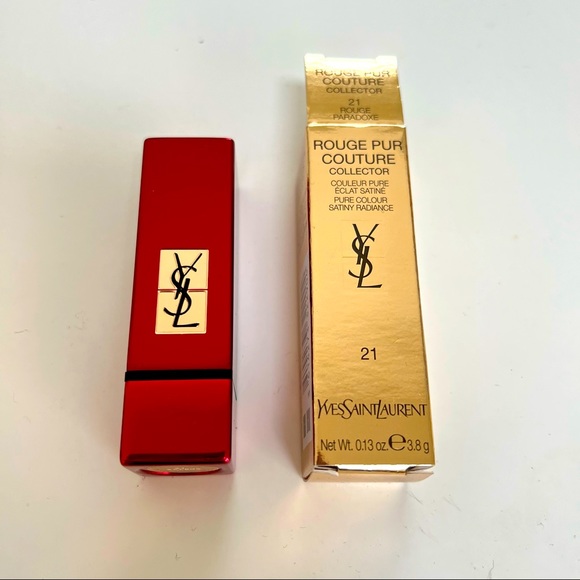 YSL
ROUGE PUR
COUTURE
COLLECTOR
21
ROUGE
PARADOXE
ROUGE PUR
COUTURE
COLLECTOR
COULEUR PURE
ÉCLAT SATINÉ
PURE COLOUR
SATINY RADIANCE
YSL
21
YVESSAINTLAURENT
Net Wt. 0.13 oz. ℮ 3.8 g